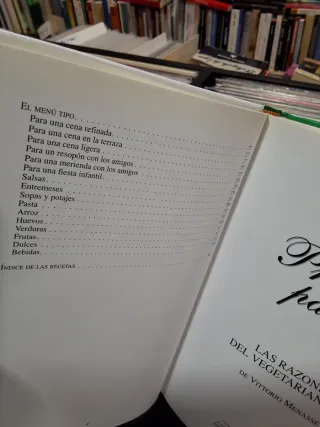 EL MENÚ TIPO
Para una cena refinada
Para una cena en la terraza
Para una cena ligera
Para un resopón con los amigos
Para una merienda con los amigos
Para una fiesta infantil
Salsas
Entremeses
Sopas y potajes
Pasta
Arroz
Huevos
Verduras
Frutas
Dulces
Bebidas
ÍNDICE DE LAS RECETAS
LAS RAZON
DEL VEGETARIAN
DE VITTORIO MENASS